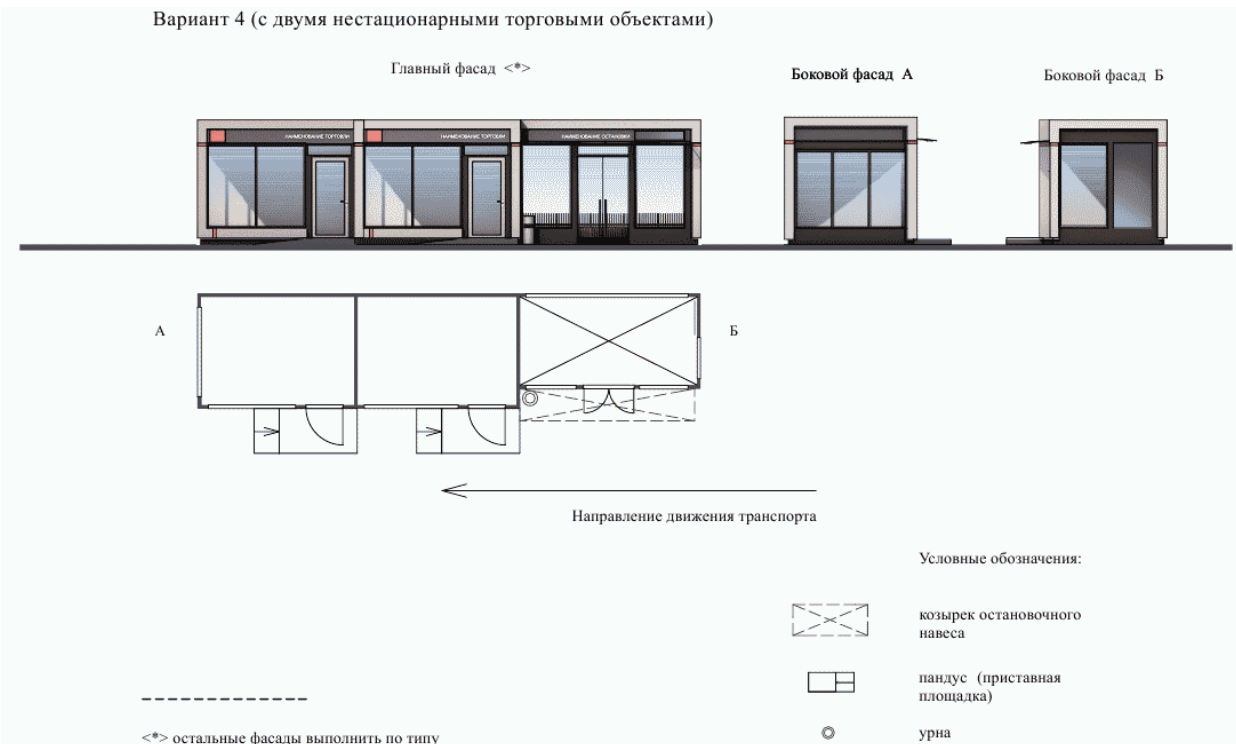 Вариант 4 (с двумя нестационарными торговыми объектами)
Главный фасад <*>
Боковой фасад А
Боковой фасад Б
НАИМЕНОВАНИЕ ТОРГОВЛИ
НАИМЕНОВАНИЕ ТОРГОВЛИ
НАИМЕНОВАНИЕ ОСТАНОВКИ
А
Б
Направление движения транспорта
Условные обозначения:
козырек остановочного
навеса
пандус (приставная
площадка)
урна
<*> остальные фасады выполнить по типу